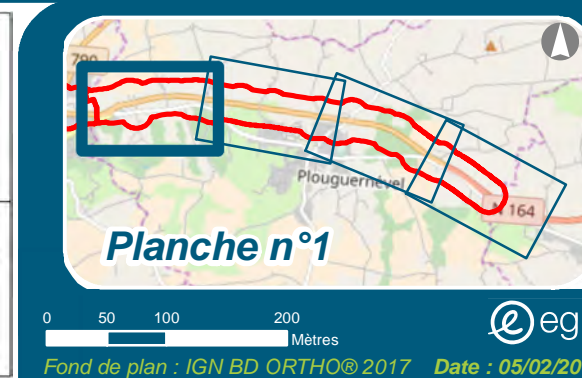 790
Plouguernével
N 164
Planche n°1
0 50 100 200
Mètres
eg
Fond de plan : IGN BD ORTHO® 2017 Date : 05/02/20